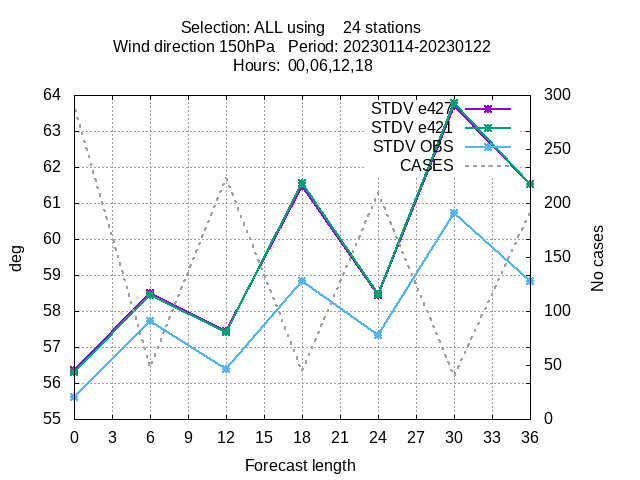 Selection: ALL using    24 stations
Wind direction 150hPa   Period: 20230114-20230122
Hours:  00,06,12,18
64
63
62
61
60
59
58
57
56
55
300
250
200
150
100
50
0
STDV e427
STDV e421
STDV OBS
CASES
deg
No cases
0 3 6 9 12 15 18 21 24 27 30 33 36
Forecast length